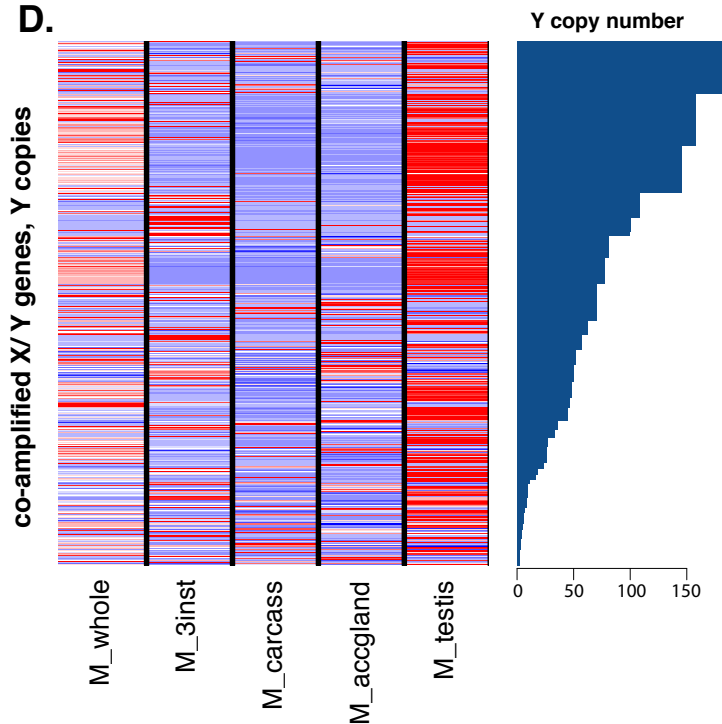 D.
Y copy number
co-amplified X/ Y genes, Y copies
M_whole
M_3inst
M_carcass
M_accgland
M_testis
0
50
100
150